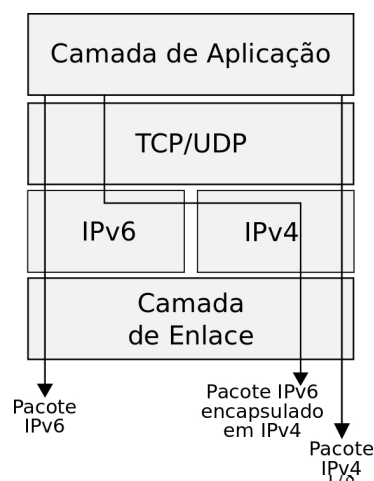 Camada de Aplicação
TCP/UDP
IPv6
IPv4
Camada
de Enlace
Pacote
IPv6
Pacote IPv6
encapsulado
em IPv4
Pacote
IPv4